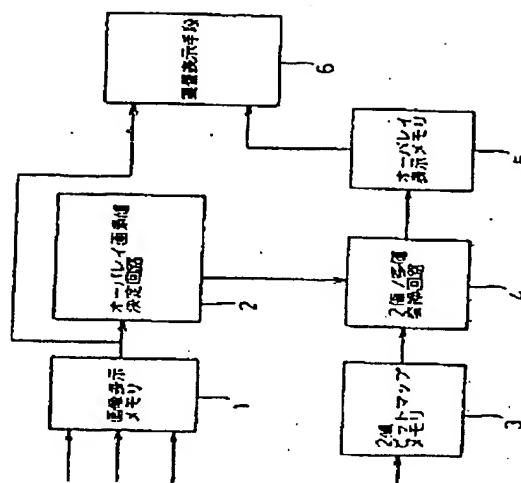 画像表示
メモリ
1
オーバレイ画素値
決定回路
2
画像表示手段
6
2値
ビットマップ
メモリ
3
2値/多値
変換回路
4
オーバレイ
表示メモリ
5